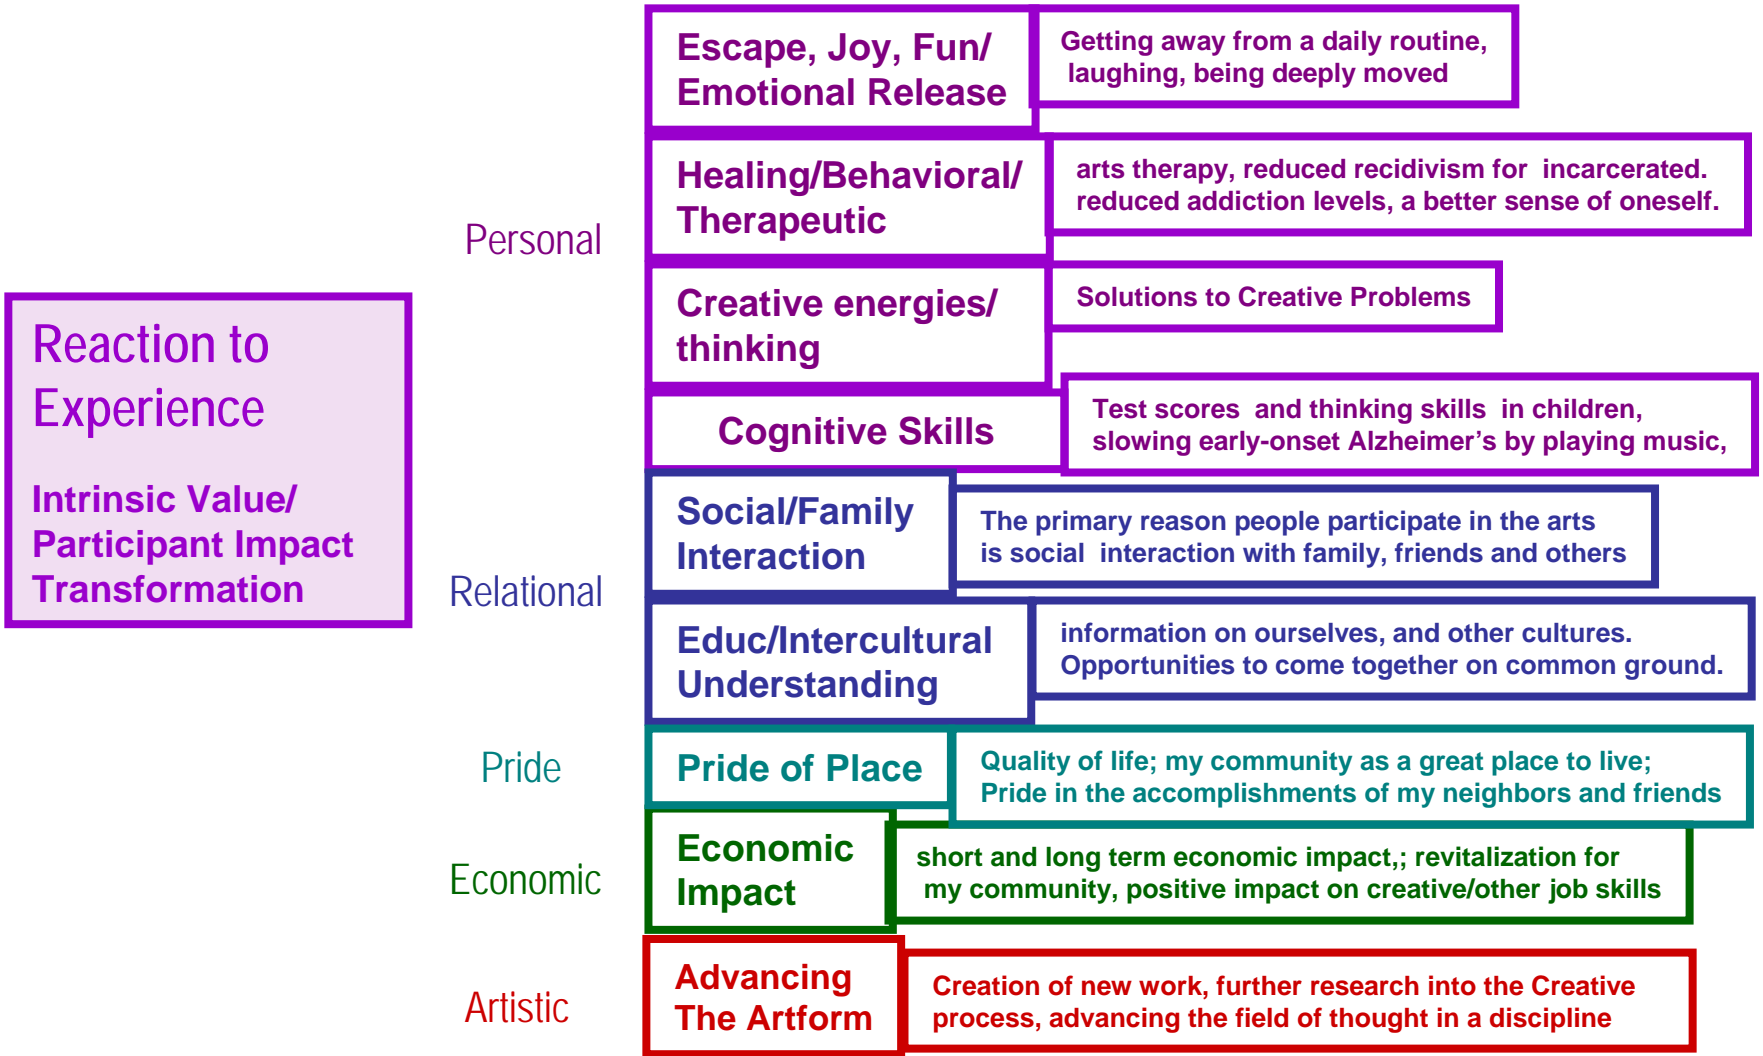 Reaction to
Experience
Intrinsic Value/
Participant Impact
Transformation
Personal
Escape, Joy, Fun/
Emotional Release
Getting away from a daily routine,
laughing, being deeply moved
Healing/Behavioral/
Therapeutic
arts therapy, reduced recidivism for incarcerated.
reduced addiction levels, a better sense of oneself.
Creative energies/
thinking
Solutions to Creative Problems
Cognitive Skills
Test scores and thinking skills in children,
slowing early-onset Alzheimer’s by playing music,
Relational
Social/Family
Interaction
The primary reason people participate in the arts
is social interaction with family, friends and others
Educ/Intercultural
Understanding
information on ourselves, and other cultures.
Opportunities to come together on common ground.
Pride
Pride of Place
Quality of life; my community as a great place to live;
Pride in the accomplishments of my neighbors and friends
Economic
Economic
Impact
short and long term economic impact,; revitalization for
my community, positive impact on creative/other job skills
Artistic
Advancing
The Artform
Creation of new work, further research into the Creative
process, advancing the field of thought in a discipline